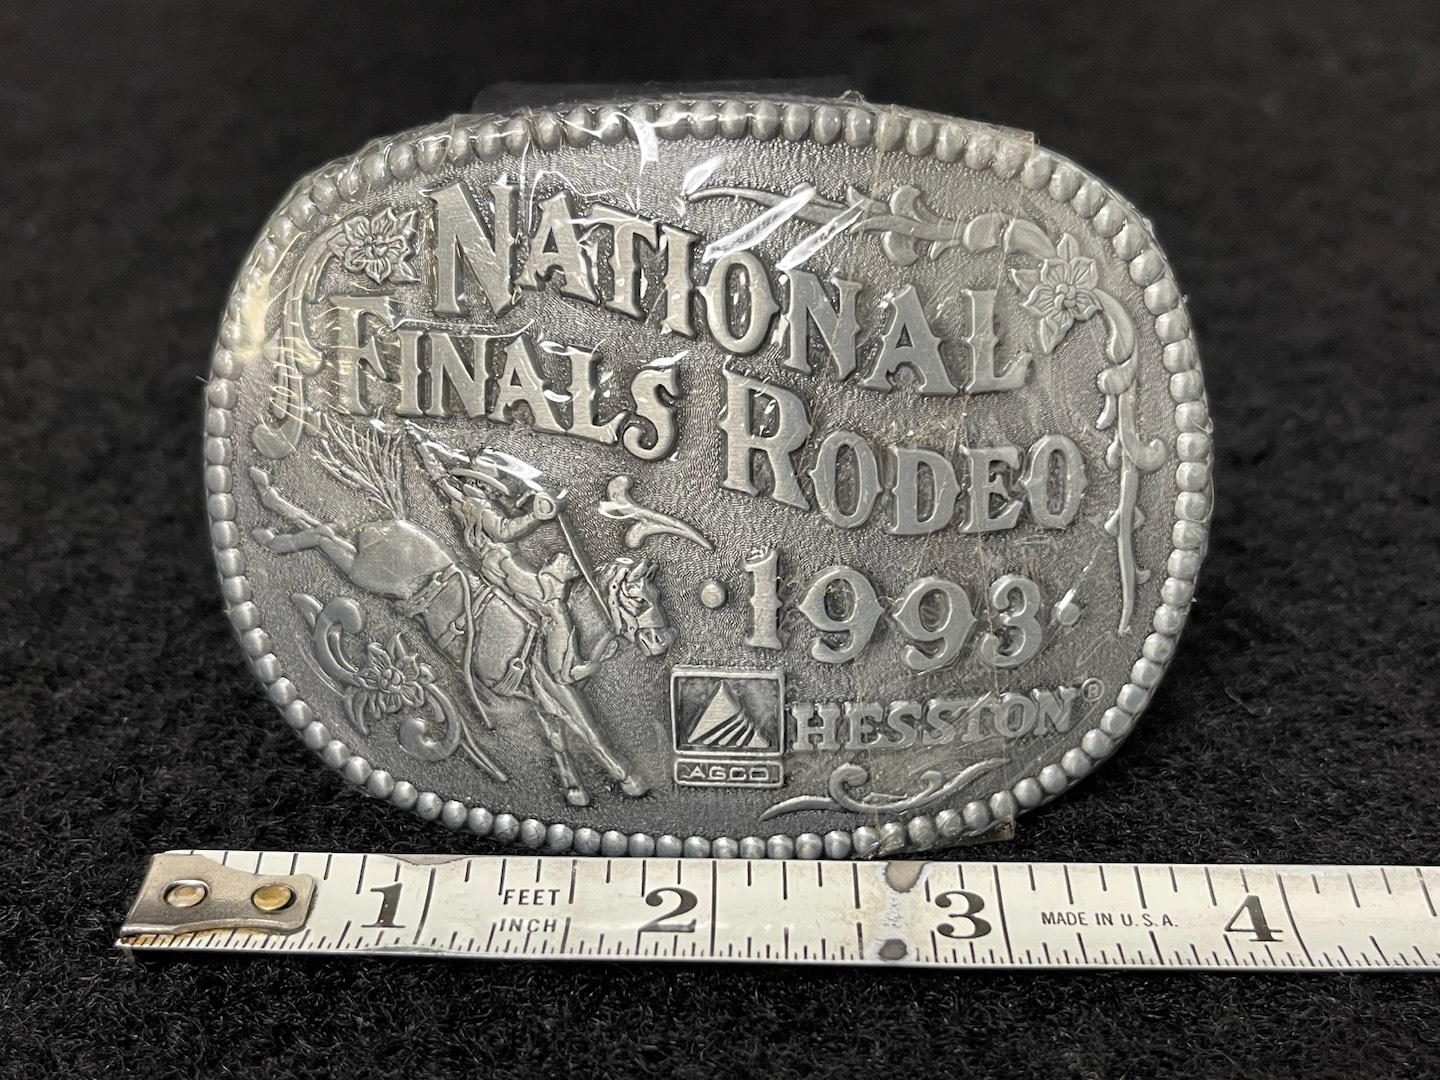 NATIONAL
FINALS RODEO
· 1993 ·
HESSTON®
AGCO
1 FEET INCH 2 3 MADE IN U.S.A. 4